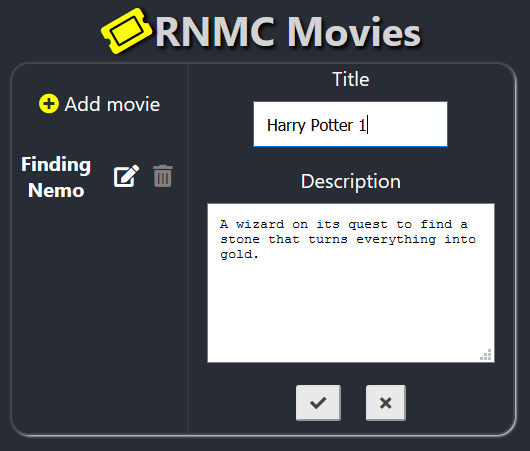 RNMC Movies
Add movie
Finding
Nemo
Title
Harry Potter 1
Description
A wizard on its quest to find a
stone that turns everything into
gold.